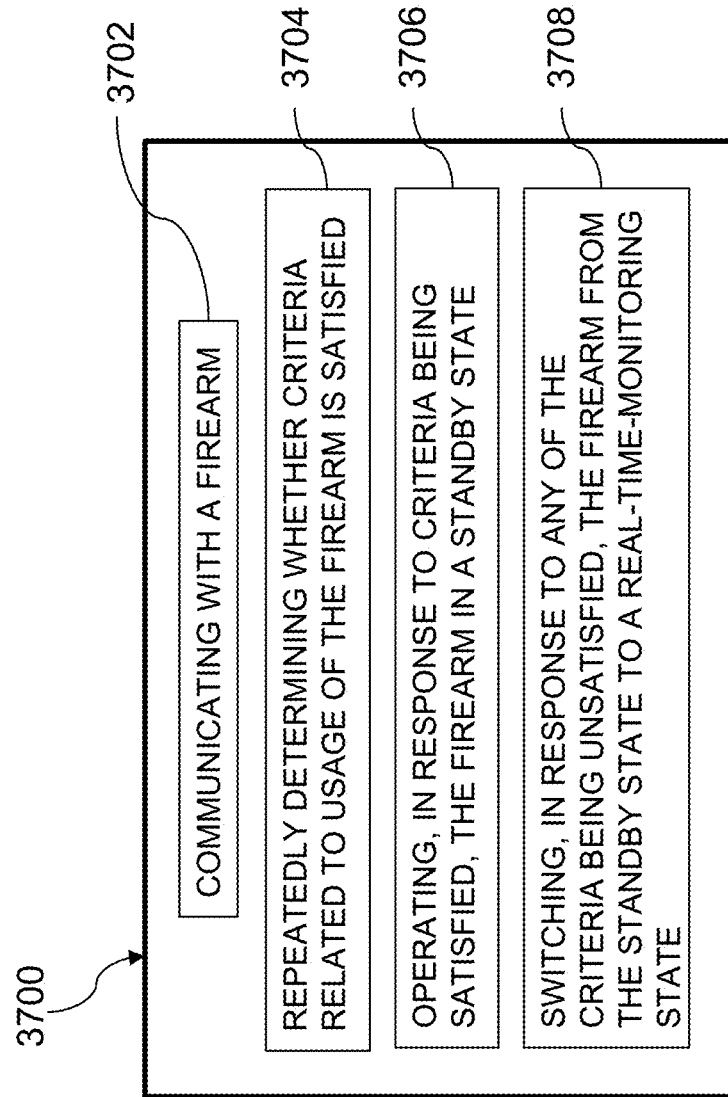 3700
COMMUNICATING WITH A FIREARM
3702
REPEATEDLY DETERMINING WHETHER CRITERIA
RELATED TO USAGE OF THE FIREARM IS SATISFIED
3704
OPERATING, IN RESPONSE TO CRITERIA BEING
SATISFIED, THE FIREARM IN A STANDBY STATE
3706
SWITCHING, IN RESPONSE TO ANY OF THE
CRITERIA BEING UNSATISFIED, THE FIREARM FROM
THE STANDBY STATE TO A REAL-TIME-MONITORING
STATE
3708